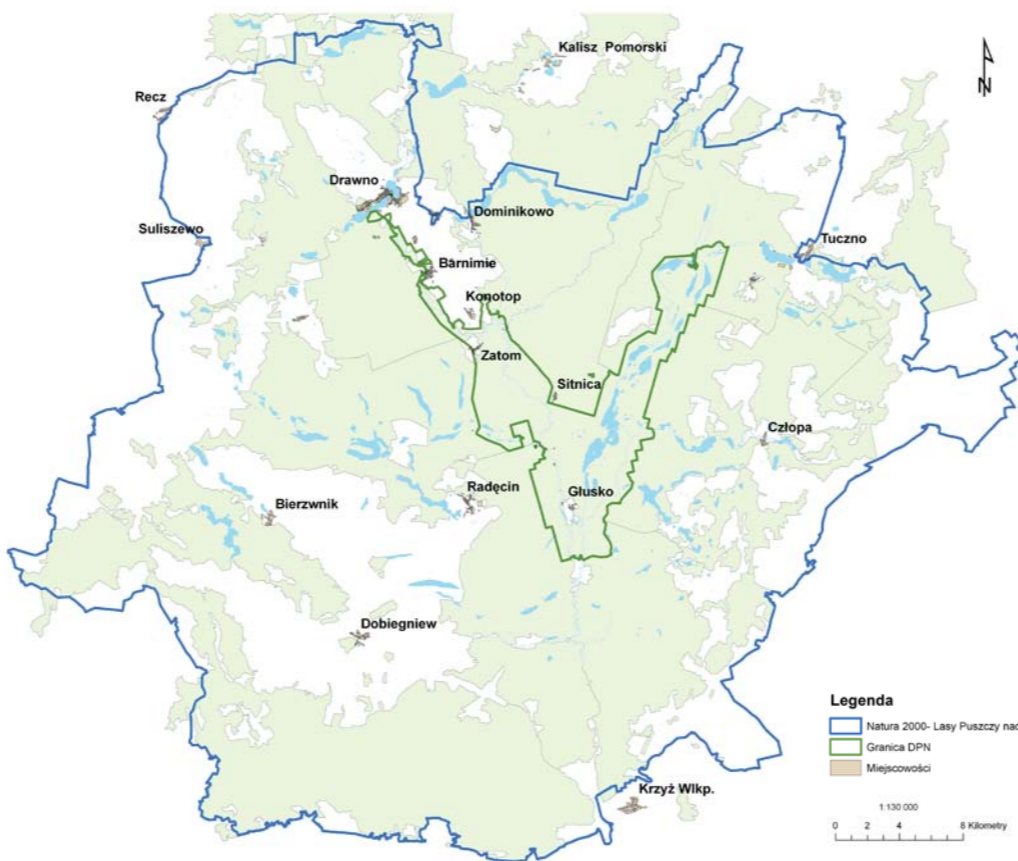 Kalisz Pomorski
N
Recz
Drawno
Dominikowo
Suliszewo
Tuczno
Barnimie
Konotop
Zatom
Sitnica
Człopa
Radęcin
Głusko
Bierzwnik
Dobiegniew
Krzyż Wlkp.
Legenda
Natura 2000- Lasy Puszczy nad
Granica DPN
Miejscowości
1:130 000
0 2 4 8 Kilometry